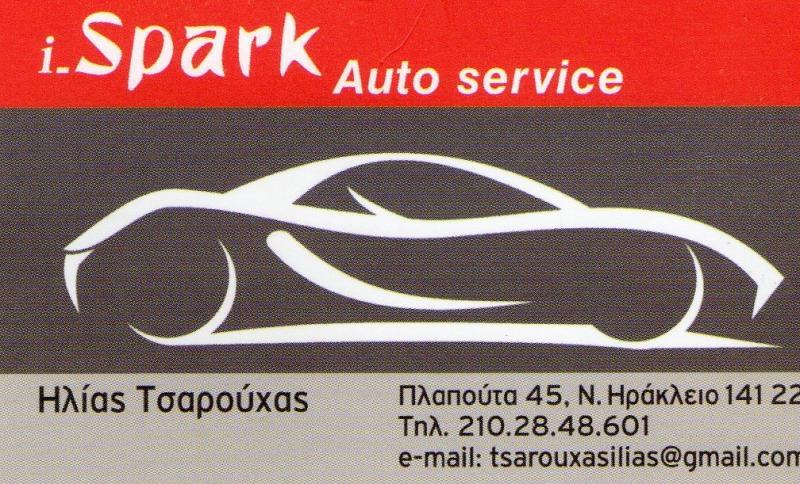 i-Spark Auto service
Ηλίας Τσαρούχας
Πλαπούτα 45, Ν. Ηράκλειο 141 22
Τηλ. 210.28.48.601
e-mail: tsarouxasilias@gmail.com